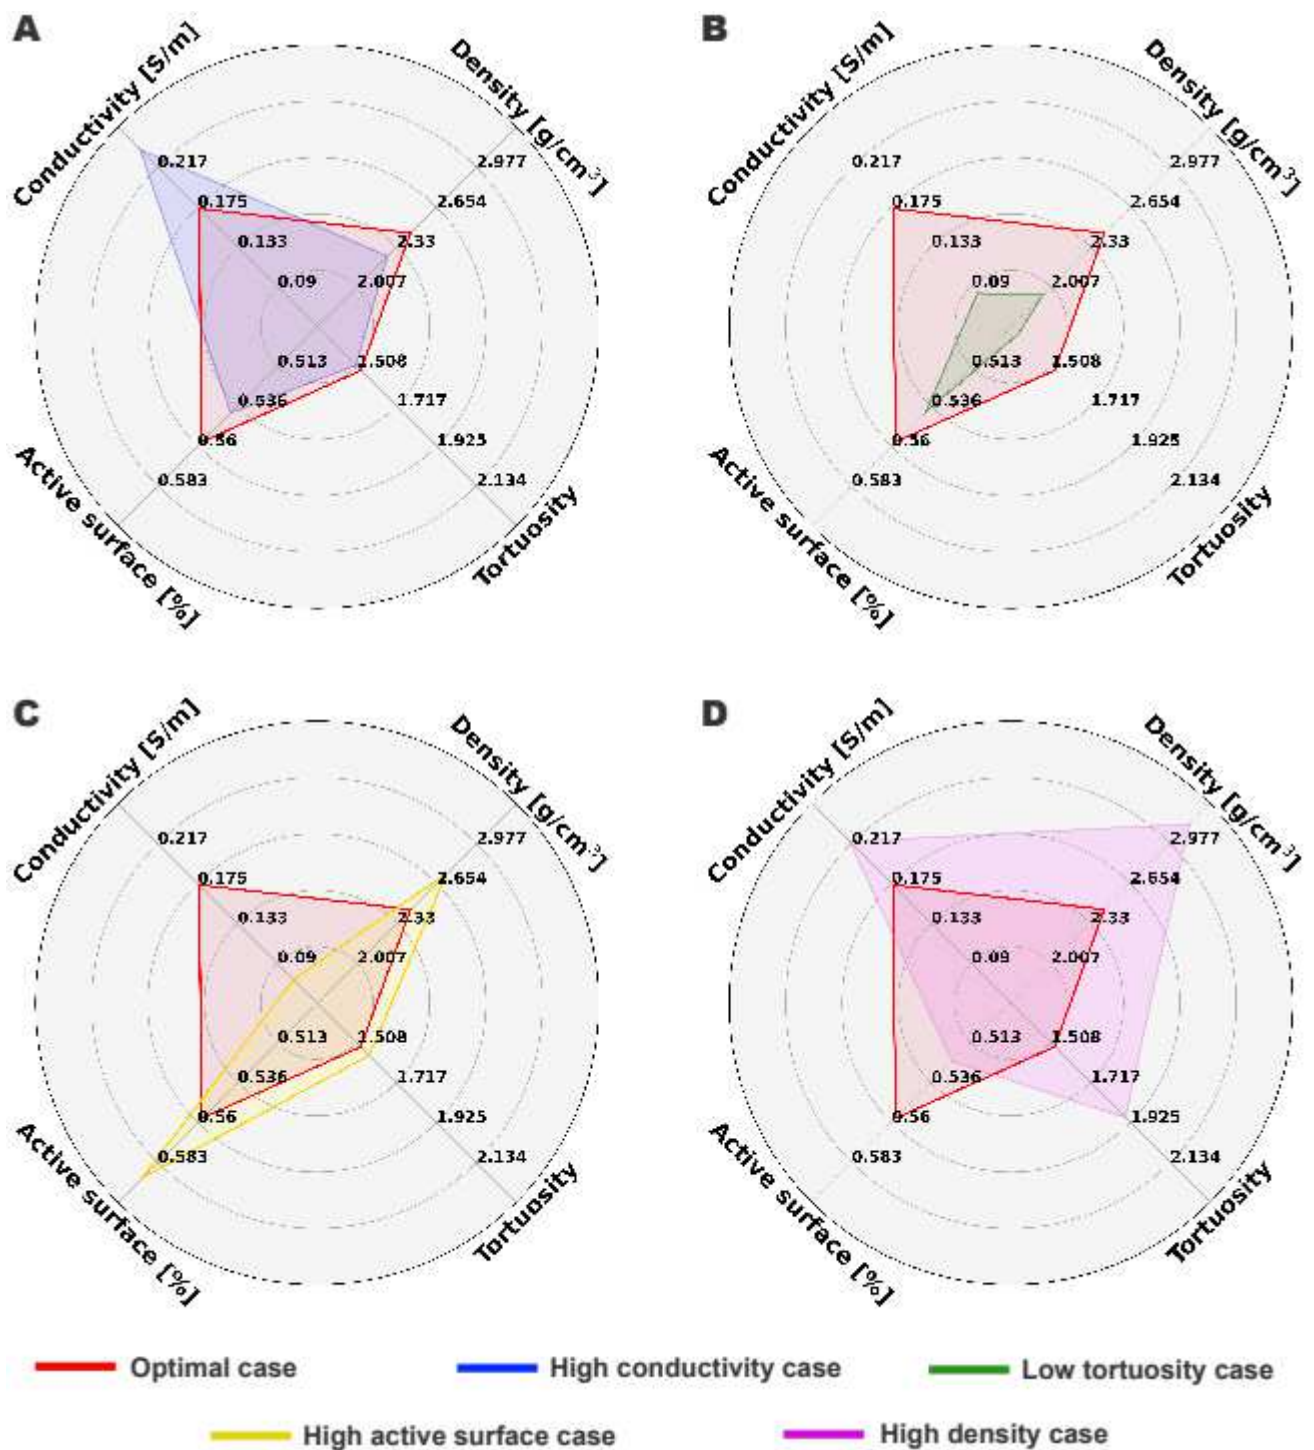 A
Conductivity [S/m]
Density [g/cm³]
0.217
2.977
0.175
2.654
0.133
2.33
0.09
2.007
0.513
1.508
0.536
1.717
0.56
1.925
0.583
2.134
Active surface [%]
Tortuosity
B
Conductivity [S/m]
Density [g/cm³]
0.217
2.977
0.175
2.654
0.133
2.33
0.09
2.007
0.513
1.508
0.536
1.717
0.56
1.925
0.583
2.134
Active surface [%]
Tortuosity
C
Conductivity [S/m]
Density [g/cm³]
0.217
2.977
0.175
2.654
0.133
2.33
0.09
2.007
0.513
1.508
0.536
1.717
0.56
1.925
0.583
2.134
Active surface [%]
Tortuosity
D
Conductivity [S/m]
Density [g/cm³]
0.217
2.977
0.175
2.654
0.133
2.33
0.09
2.007
0.513
1.508
0.536
1.717
0.56
1.925
0.583
2.134
Active surface [%]
Tortuosity
Optimal case
High conductivity case
Low tortuosity case
High active surface case
High density case